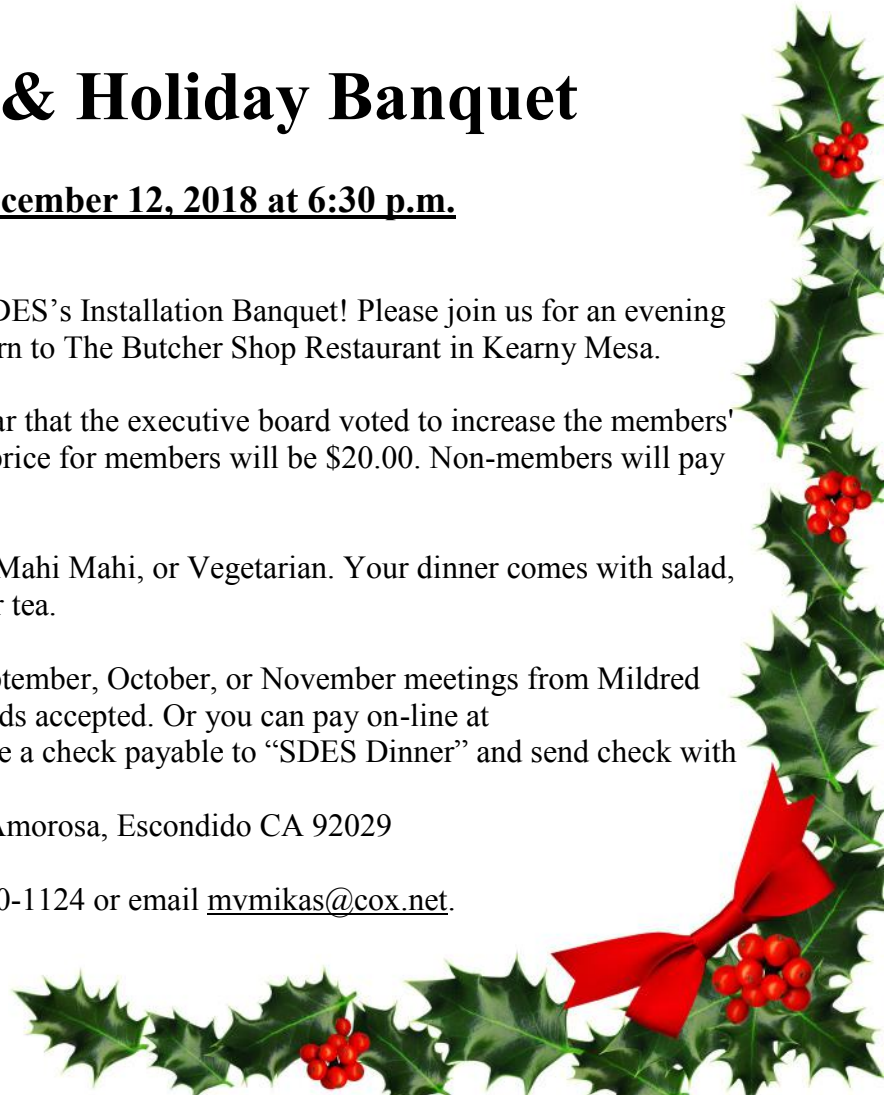 & Holiday Banquet
cember 12, 2018 at 6:30 p.m.
DES’s Installation Banquet! Please join us for an evening
rn to The Butcher Shop Restaurant in Kearny Mesa.
ar that the executive board voted to increase the members'
price for members will be $20.00. Non-members will pay
Mahi Mahi, or Vegetarian. Your dinner comes with salad,
r tea.
ptember, October, or November meetings from Mildred
ds accepted. Or you can pay on-line at
e a check payable to “SDES Dinner” and send check with
Amorosa, Escondido CA 92029
0-1124 or email mvmikas@cox.net.